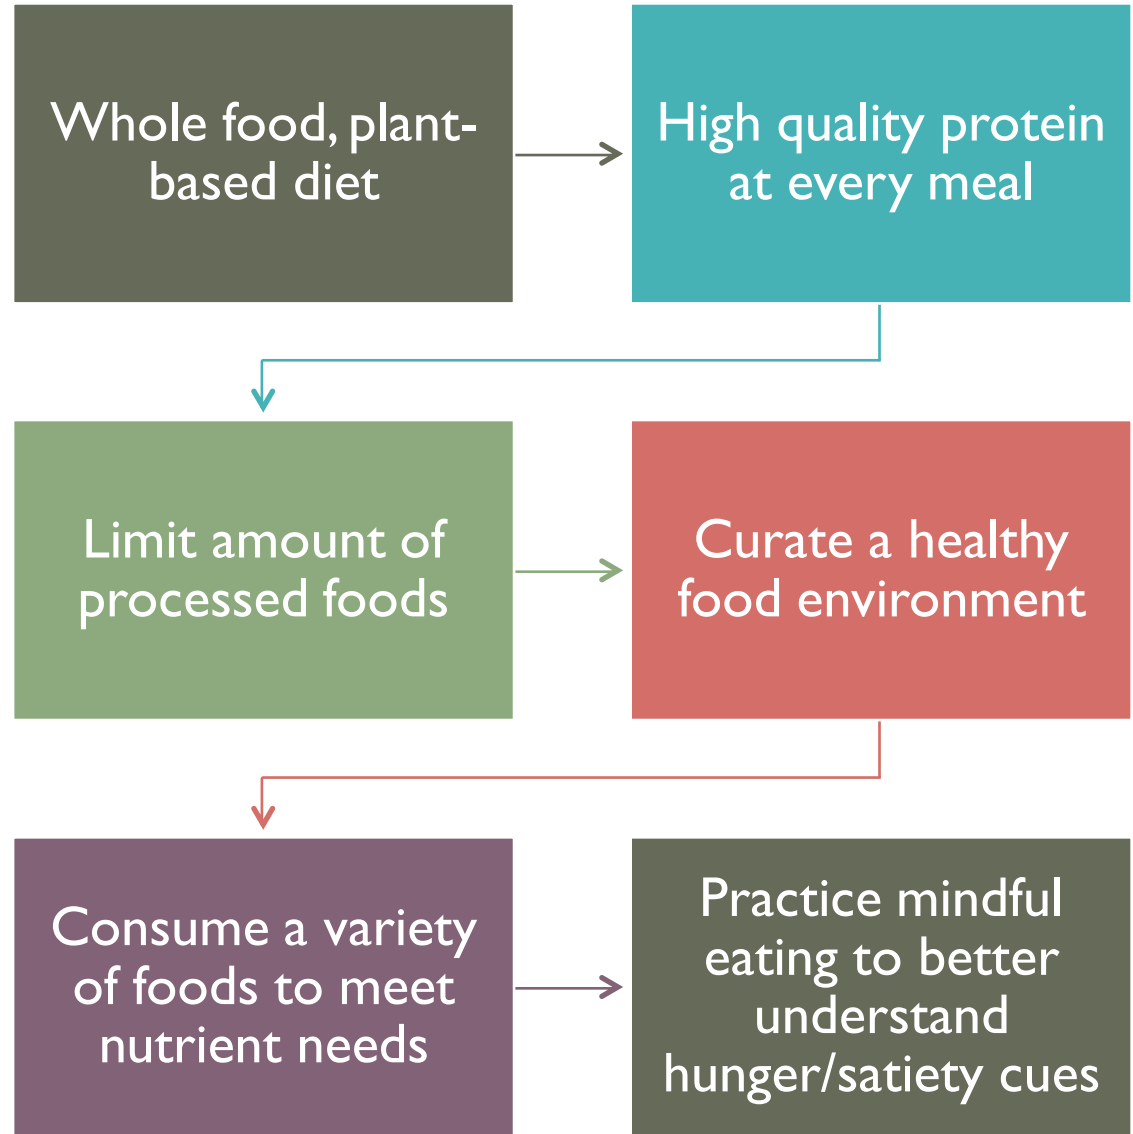 Whole food, plant-
based diet
High quality protein
at every meal
Limit amount of
processed foods
Curate a healthy
food environment
Consume a variety
of foods to meet
nutrient needs
Practice mindful
eating to better
understand
hunger/satiety cues